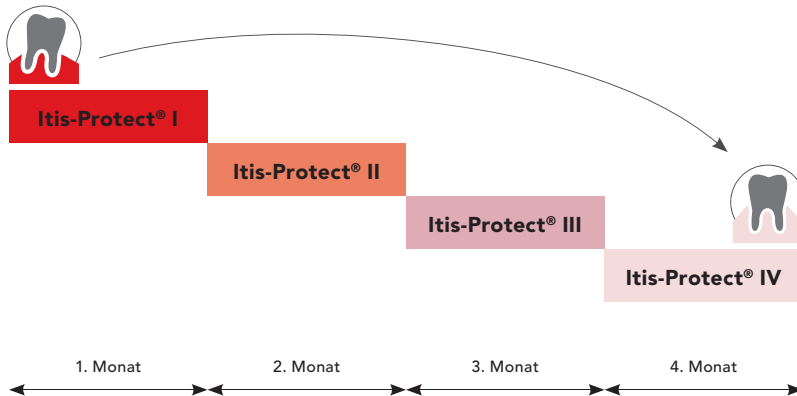 Itis-Protect® I
Itis-Protect® II
Itis-Protect® III
Itis-Protect® IV
1. Monat
2. Monat
3. Monat
4. Monat